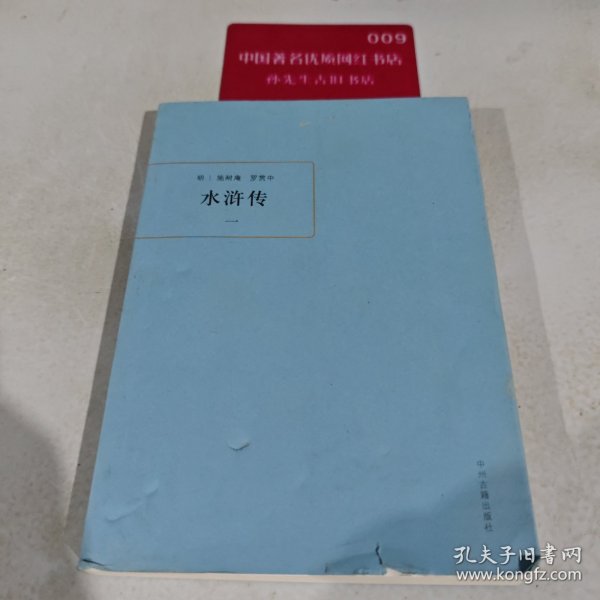 009
中国著名优质网红书店
孙先生古旧书店
明｜施耐庵 罗贯中
水浒传
一
中州古籍出版社
孔夫子旧书网
www.kongfz.com